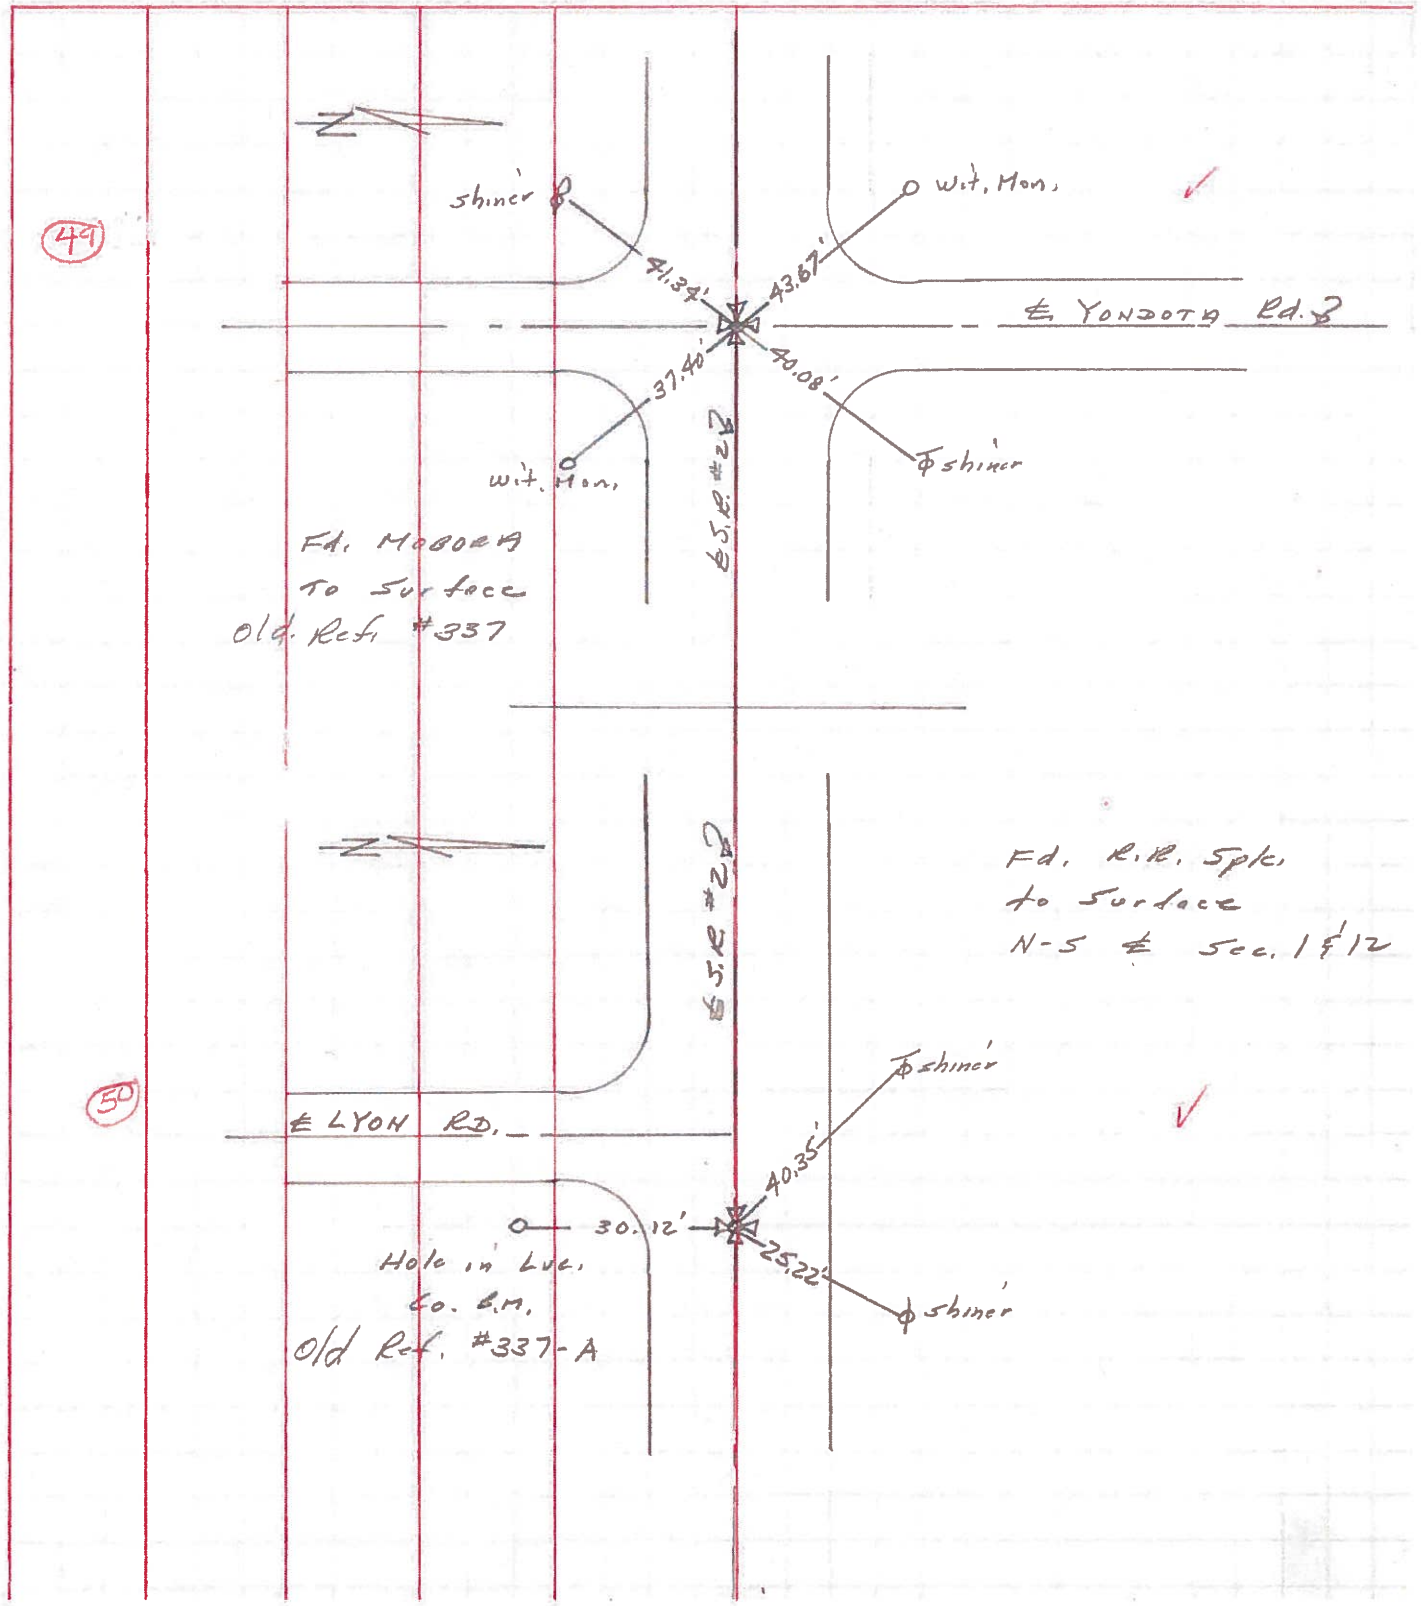 N
shiner
Wit. Mon.
49
41.34'
43.67'
℄ YONDOTA Rd.
37.40'
40.08'
℄ S.R. #2
wit. Mon.
shiner
Fd. MOBORA
To Surface
Old. Ref. #337
N
℄ S.R. #2
Fd. R.R. Spk.
to Surface
N-S ℄ Sec. 1 & 12
shiner
50
℄ LYON RD.
40.35'
30.12'
25.22'
Hole in Luc.
Co. B.M.
shiner
Old Ref. #337-A